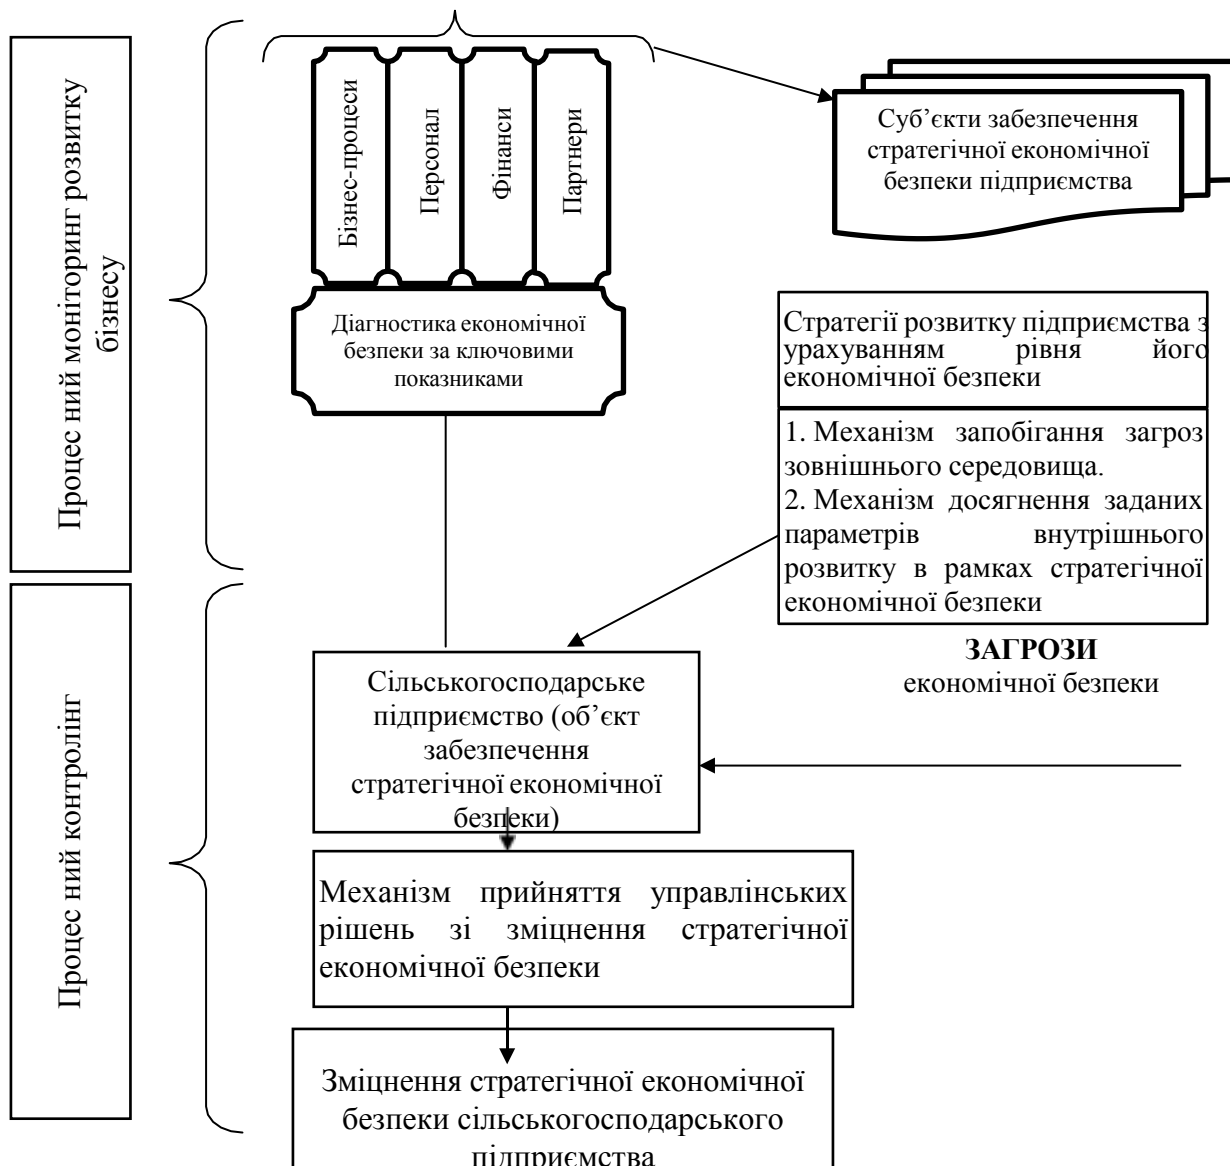 Процес ний моніторинг розвитку
бізнесу
Бізнес-процеси
Персонал
Фінанси
Партнери
Суб’єкти забезпечення
стратегічної економічної
безпеки підприємства
Діагностика економічної
безпеки за ключовими
показниками
Стратегії розвитку підприємства з
урахуванням рівня його
економічної безпеки
1. Механізм запобігання загроз
зовнішнього середовища.
2. Механізм досягнення заданих
параметрів внутрішнього
розвитку в рамках стратегічної
економічної безпеки
ЗАГРОЗИ
економічної безпеки
Процес ний контролінг
Сільськогосподарське
підприємство (об’єкт
забезпечення
стратегічної економічної
безпеки)
Механізм прийняття управлінських
рішень зі зміцнення стратегічної
економічної безпеки
Зміцнення стратегічної економічної
безпеки сільськогосподарського
підприємства